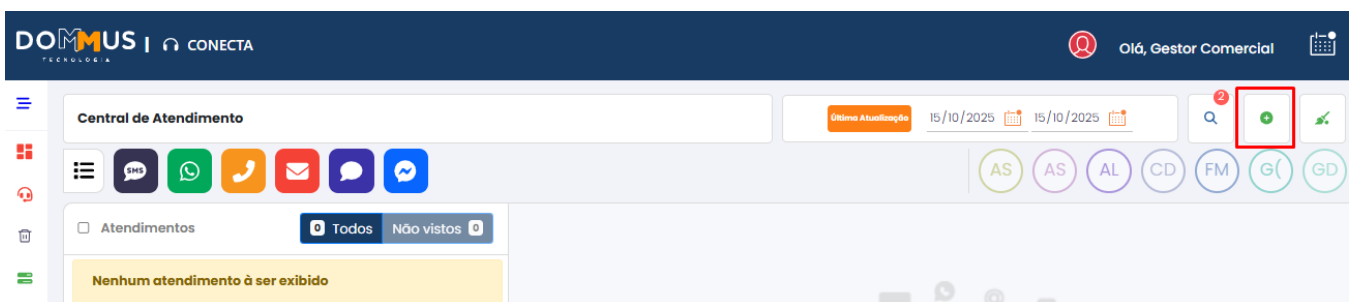 DOMMUS | CONECTA
TECNOLOGIA
Olá, Gestor Comercial
Central de Atendimento
Última Atualização 15/10/2025 15/10/2025 2
SMS
AS AS AL CD FM G( GD
Atendimentos 0 Todos Não vistos 0
Nenhum atendimento à ser exibido